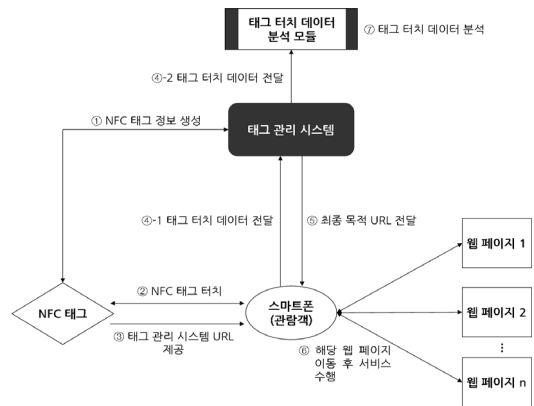 태그 터치 데이터
분석 모듈
⑦ 태그 터치 데이터 분석
④-2 태그 터치 데이터 전달
① NFC 태그 정보 생성
태그 관리 시스템
④-1 태그 터치 데이터 전달
⑤ 최종 목적 URL 전달
웹 페이지 1
② NFC 태그 터치
NFC 태그
스마트폰
(관람객)
웹 페이지 2
③ 태그 관리 시스템 URL
제공
⑥ 해당 웹 페이지
이동 후 서비스
수행
⋮
웹 페이지 n